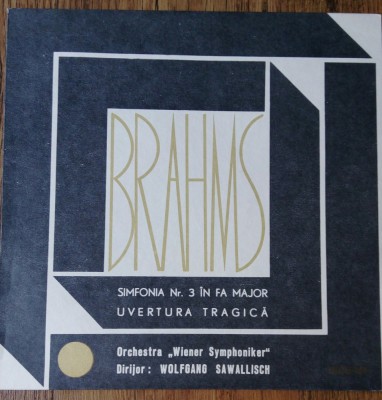 BRAHMS
SIMFONIA Nr. 3 ÎN FA MAJOR
UVERTURA TRAGICĂ
Orchestra „Wiener Symphoniker"
Dirijor: WOLFGANG SAWALLISCH